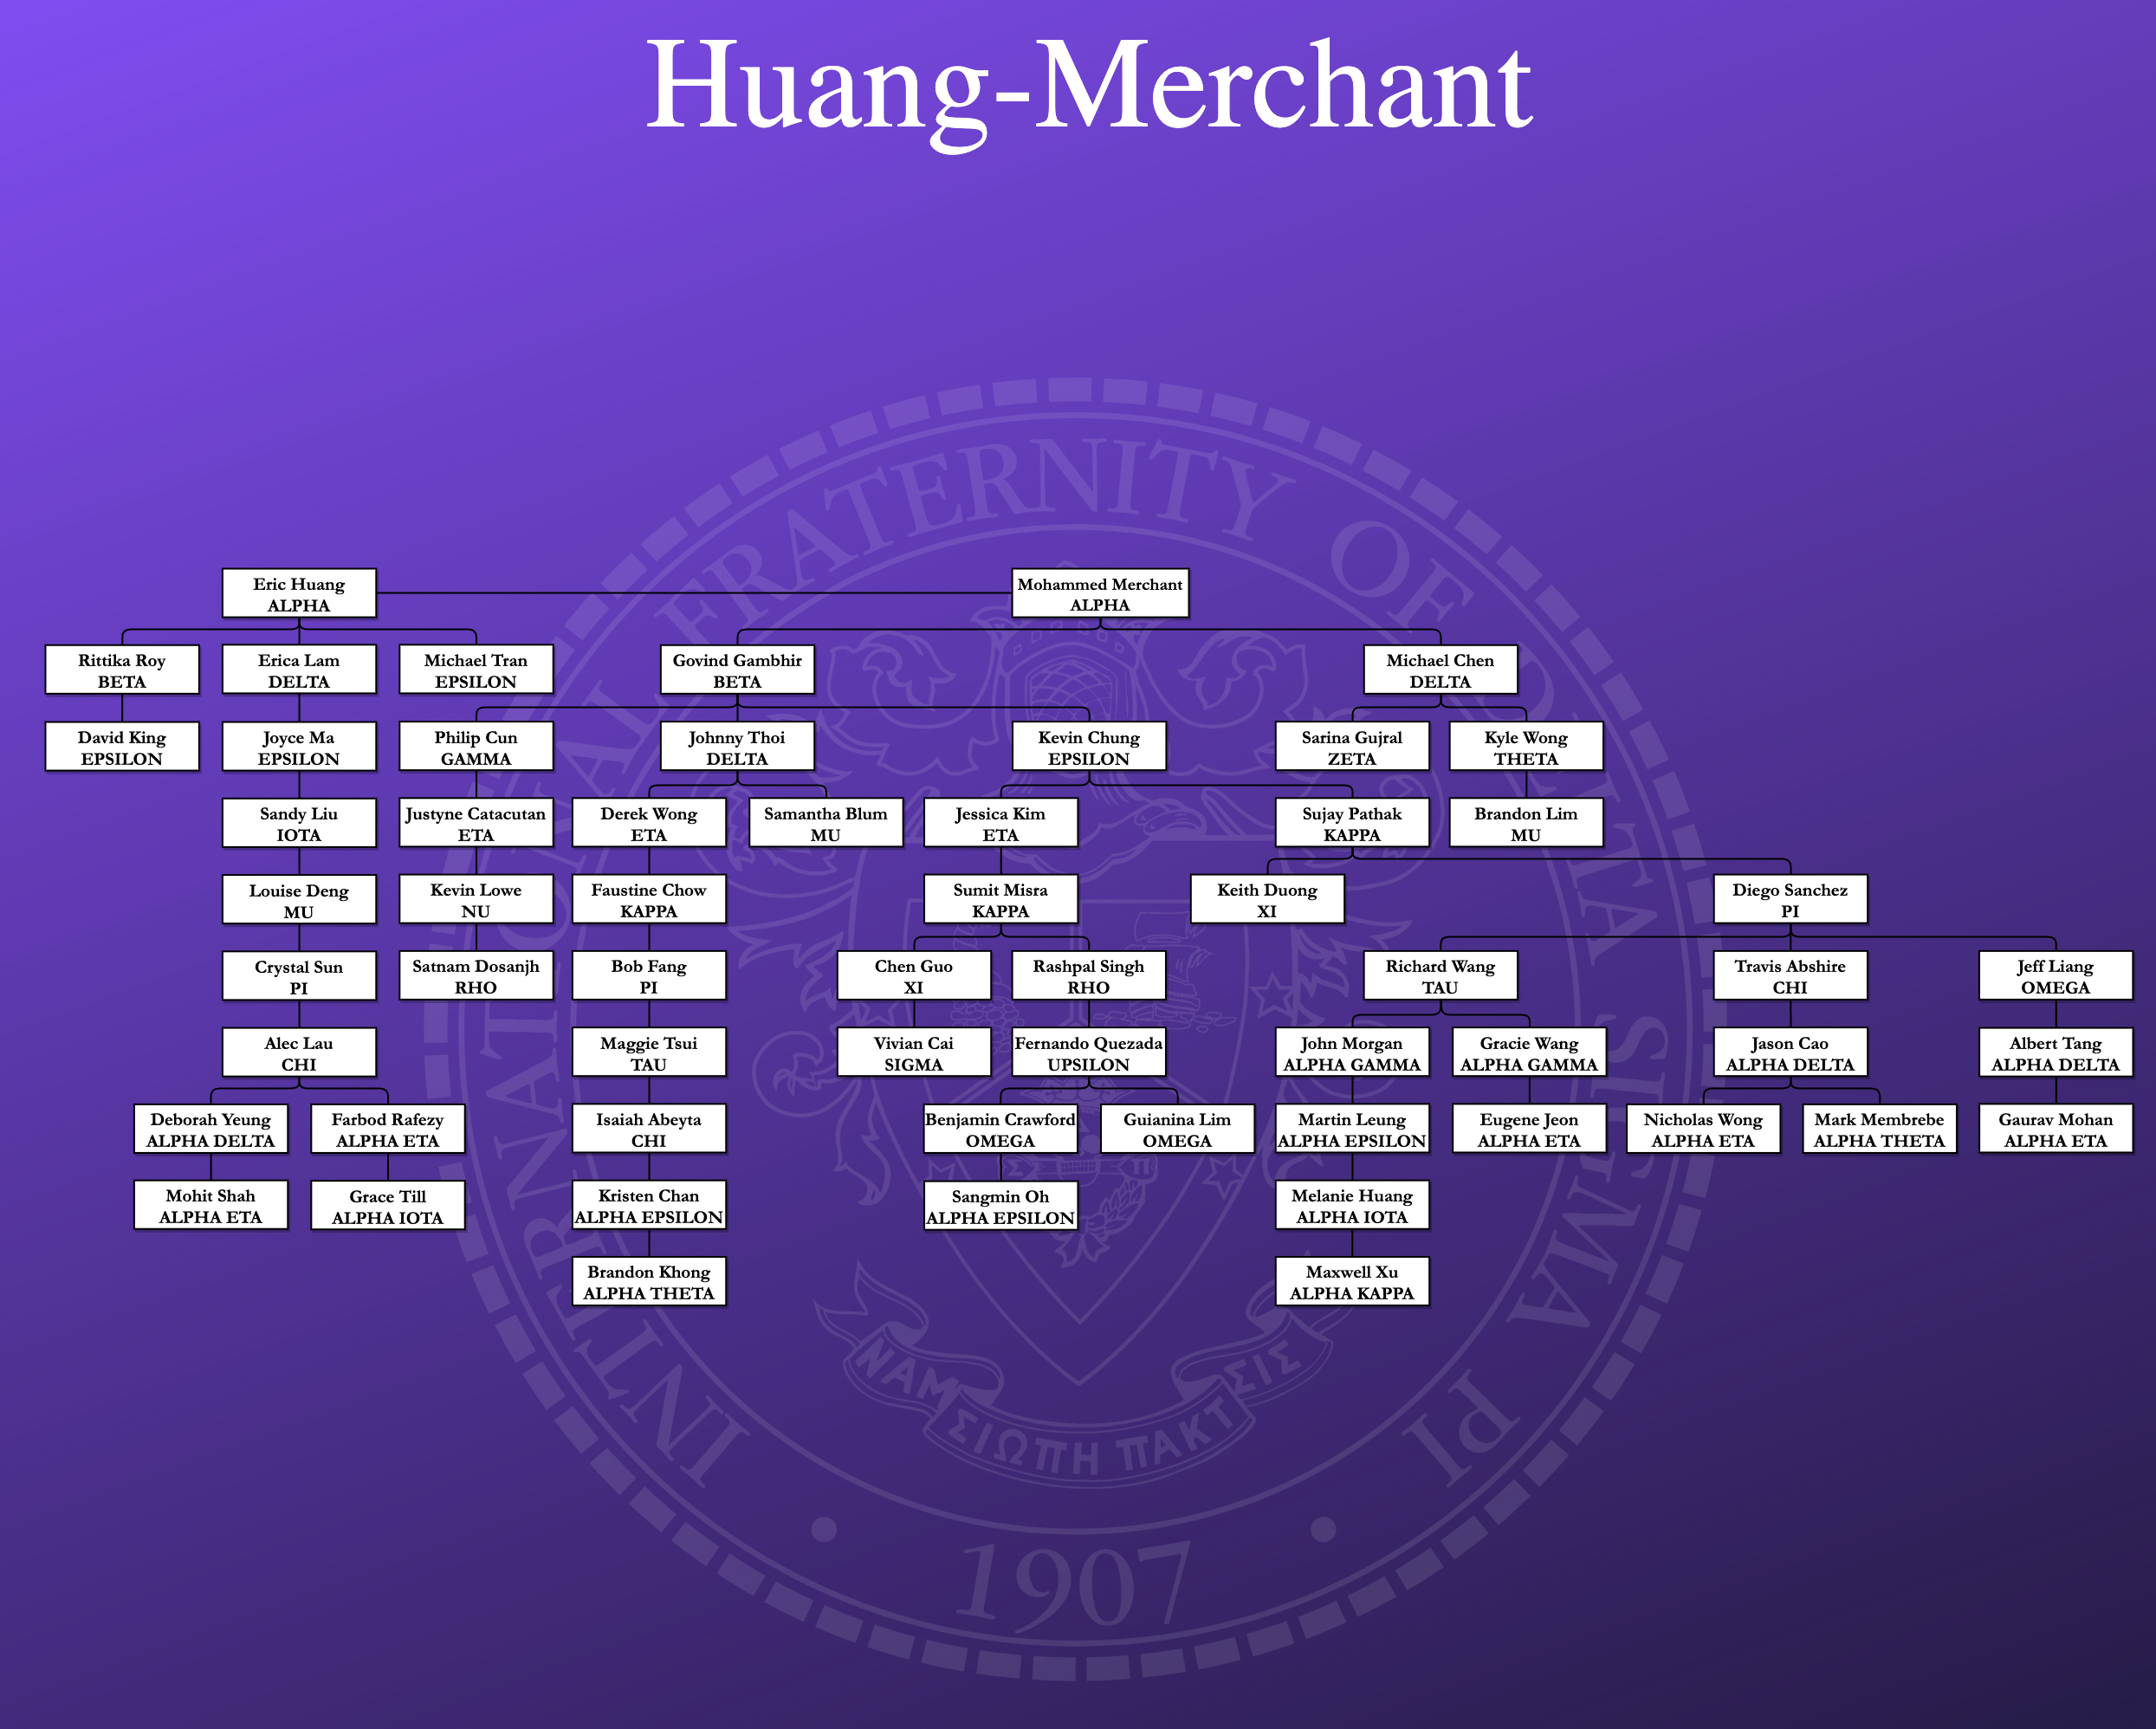 Huang-Merchant
INTERNATIONAL FRATERNITY OF DELTA SIGMA PI
Eric Huang
ALPHA
Mohammed Merchant
ALPHA
Rittika Roy
BETA
Erica Lam
DELTA
Michael Tran
EPSILON
Govind Gambhir
BETA
Michael Chen
DELTA
David King
EPSILON
Joyce Ma
EPSILON
Philip Cun
GAMMA
Johnny Thoi
DELTA
Kevin Chung
EPSILON
Sarina Gujral
ZETA
Kyle Wong
THETA
Sandy Liu
IOTA
Justyne Catacutan
ETA
Derek Wong
ETA
Samantha Blum
MU
Jessica Kim
ETA
Sujay Pathak
KAPPA
Brandon Lim
MU
Louise Deng
MU
Kevin Lowe
NU
Faustine Chow
KAPPA
Sumit Misra
KAPPA
Keith Duong
XI
Diego Sanchez
PI
Crystal Sun
PI
Satnam Dosanjh
RHO
Bob Fang
PI
Chen Guo
XI
Rashpal Singh
RHO
Richard Wang
TAU
Travis Abshire
CHI
Jeff Liang
OMEGA
Alec Lau
CHI
Maggie Tsui
TAU
Vivian Cai
SIGMA
Fernando Quezada
UPSILON
John Morgan
ALPHA GAMMA
Gracie Wang
ALPHA GAMMA
Jason Cao
ALPHA DELTA
Albert Tang
ALPHA DELTA
Deborah Yeung
ALPHA DELTA
Farbod Rafezy
ALPHA ETA
Isaiah Abeyta
CHI
Benjamin Crawford
OMEGA
Guianina Lim
OMEGA
Martin Leung
ALPHA EPSILON
Eugene Jeon
ALPHA ETA
Nicholas Wong
ALPHA ETA
Mark Membrebe
ALPHA THETA
Gaurav Mohan
ALPHA ETA
Mohit Shah
ALPHA ETA
Grace Till
ALPHA IOTA
Kristen Chan
ALPHA EPSILON
Sangmin Oh
ALPHA EPSILON
Melanie Huang
ALPHA IOTA
Brandon Khong
ALPHA THETA
Maxwell Xu
ALPHA KAPPA
ΝΑΜ ΣΙΩΠΗ ΠΑΚΤ ΣΙΣ
1907